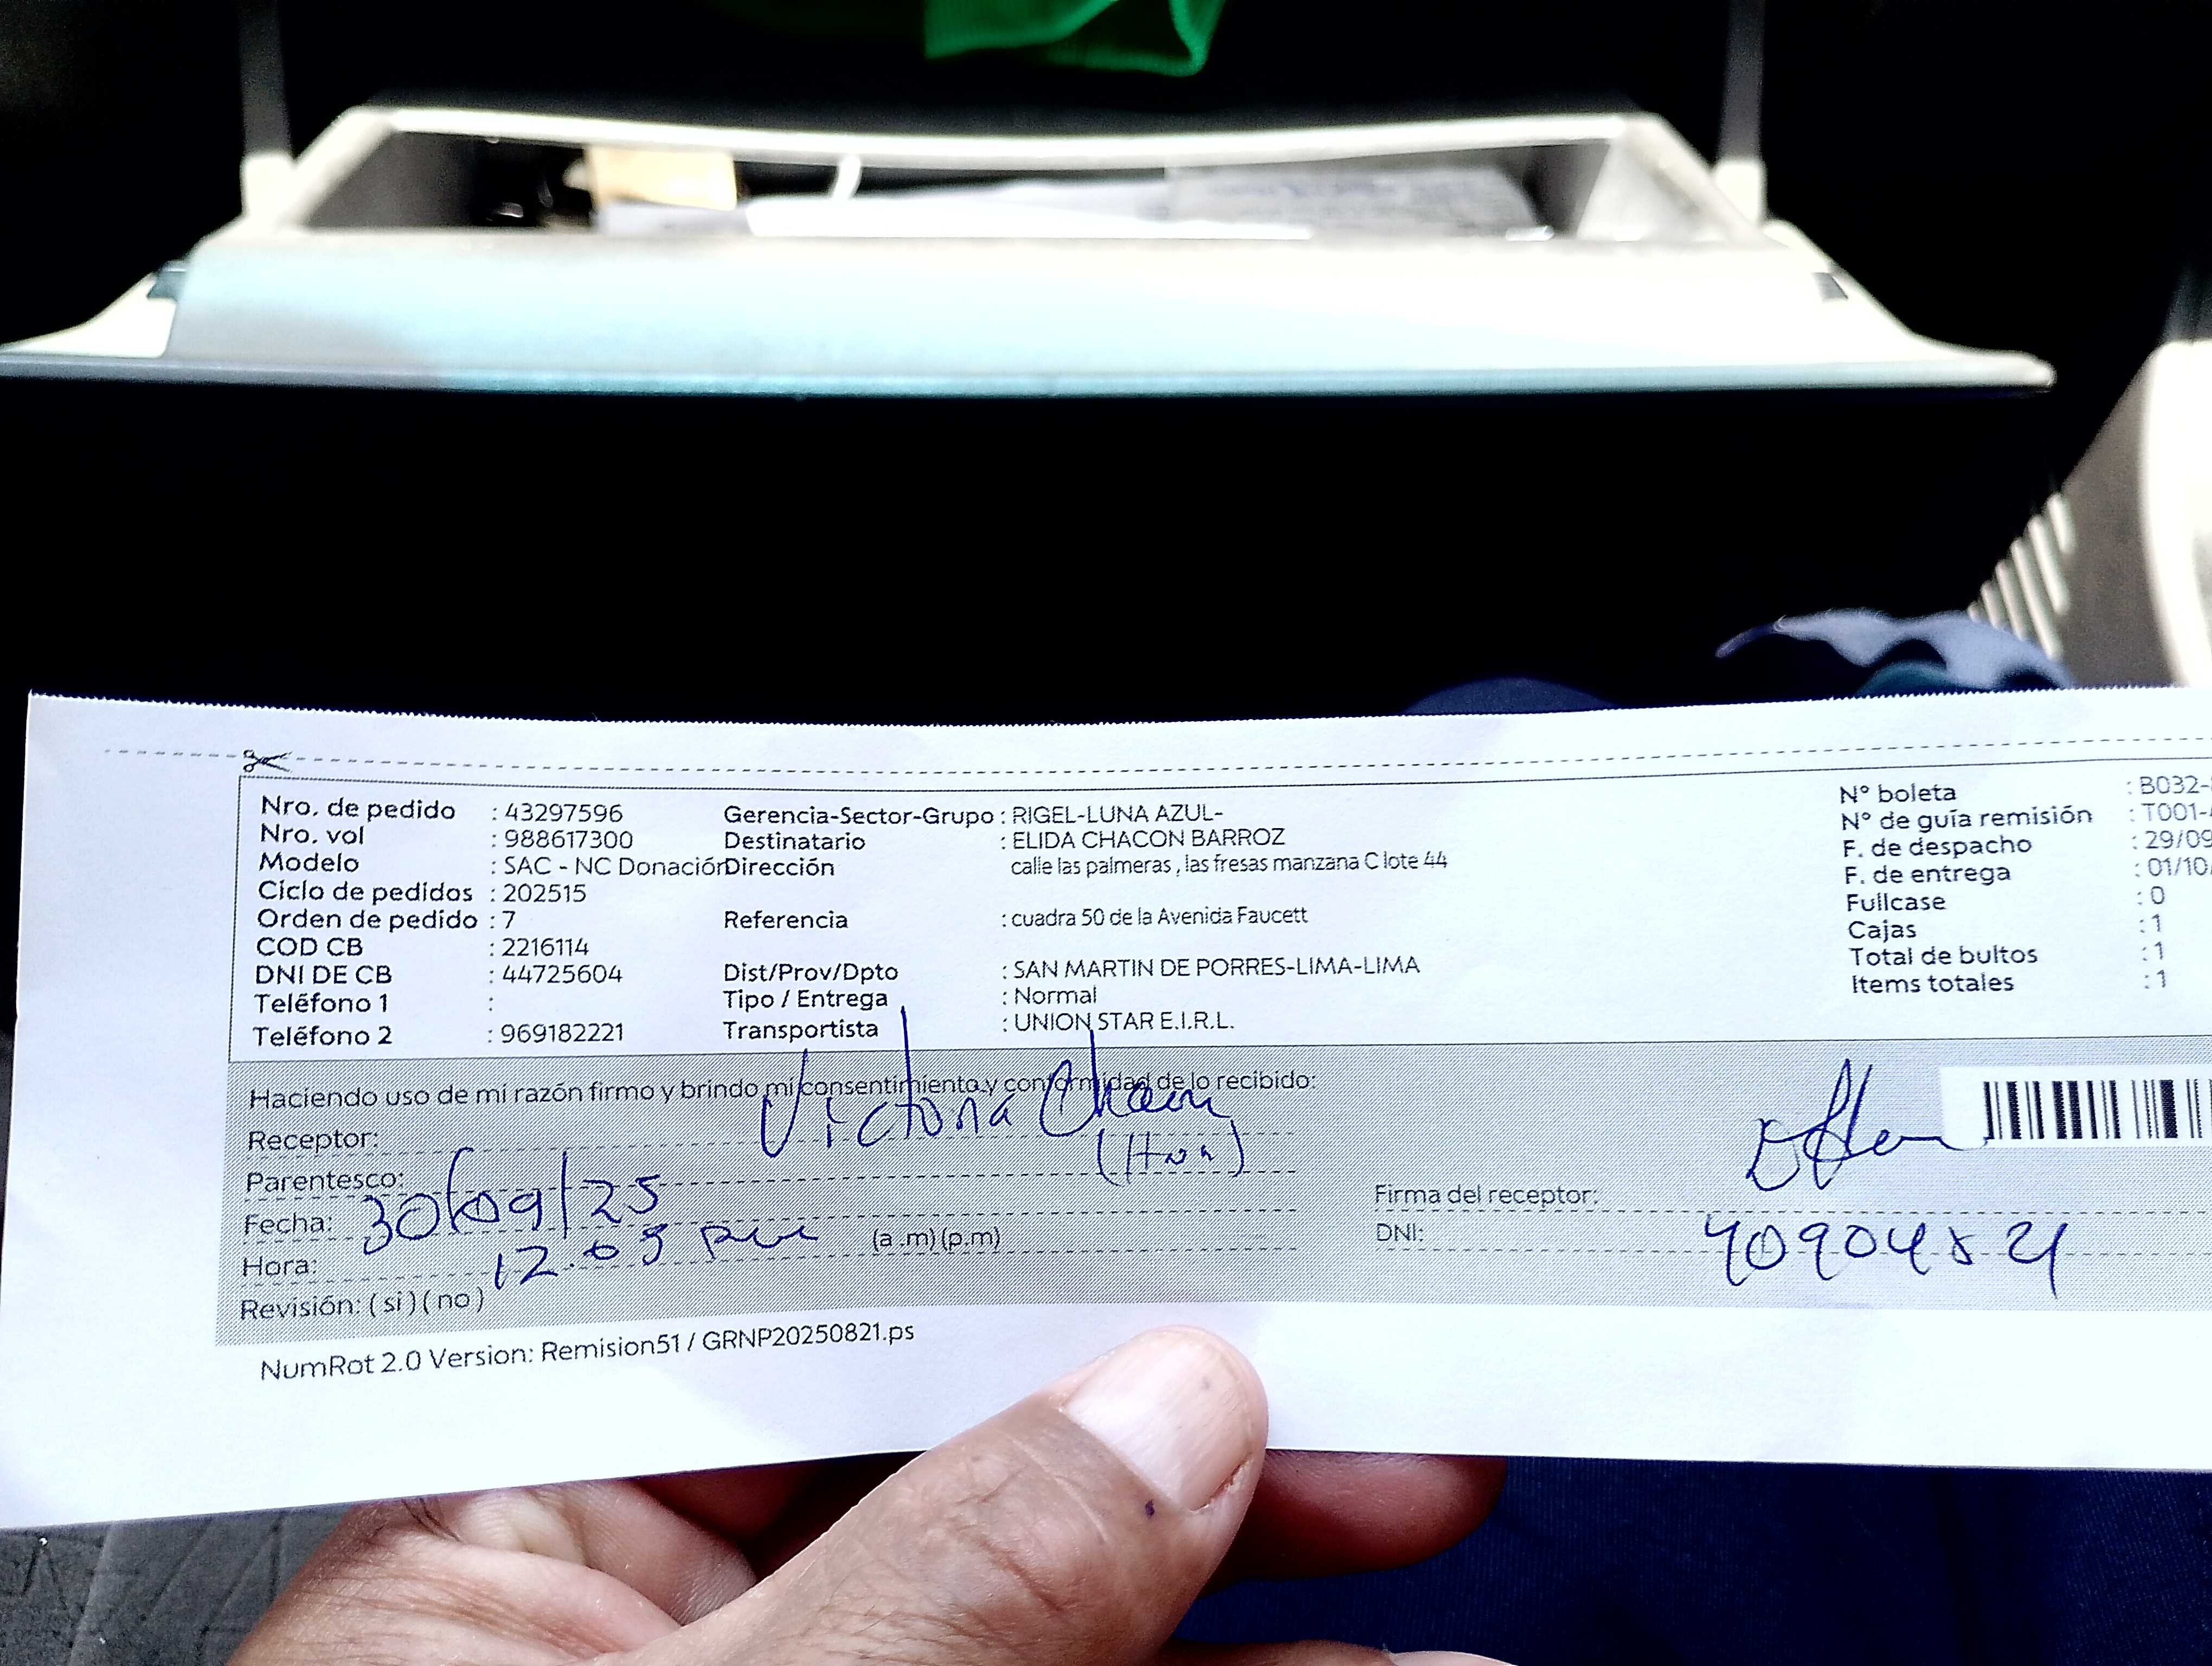 Nro. de pedido : 43297596
Nro. vol : 988617300
Modelo : SAC - NC Donación
Ciclo de pedidos : 202515
Orden de pedido : 7
COD CB : 2216114
DNI DE CB : 44725604
Teléfono 1 :
Teléfono 2 : 969182221
Gerencia-Sector-Grupo : RIGEL-LUNA AZUL-
Destinatario : ELIDA CHACON BARROZ
Dirección calle las palmeras , las fresas manzana C lote 44
Referencia : cuadra 50 de la Avenida Faucett
Dist/Prov/Dpto : SAN MARTIN DE PORRES-LIMA-LIMA
Tipo / Entrega : Normal
Transportista : UNION STAR E.I.R.L.
N° boleta : B032-
N° de guía remisión : T001-
F. de despacho : 29/09
F. de entrega : 01/10/
Fullcase : 0
Cajas : 1
Total de bultos : 1
Items totales : 1
Haciendo uso de mi razón firmo y brindo mi consentimiento y conformidad de lo recibido:
Receptor: Victoria Chacon
Parentesco:
Fecha: 30/09/25
Hora: 12.03 pm (a .m) (p.m)
Revisión: ( si ) ( no )
Firma del receptor:
DNI:
NumRot 2.0 Version: Remision51 / GRNP20250821.ps